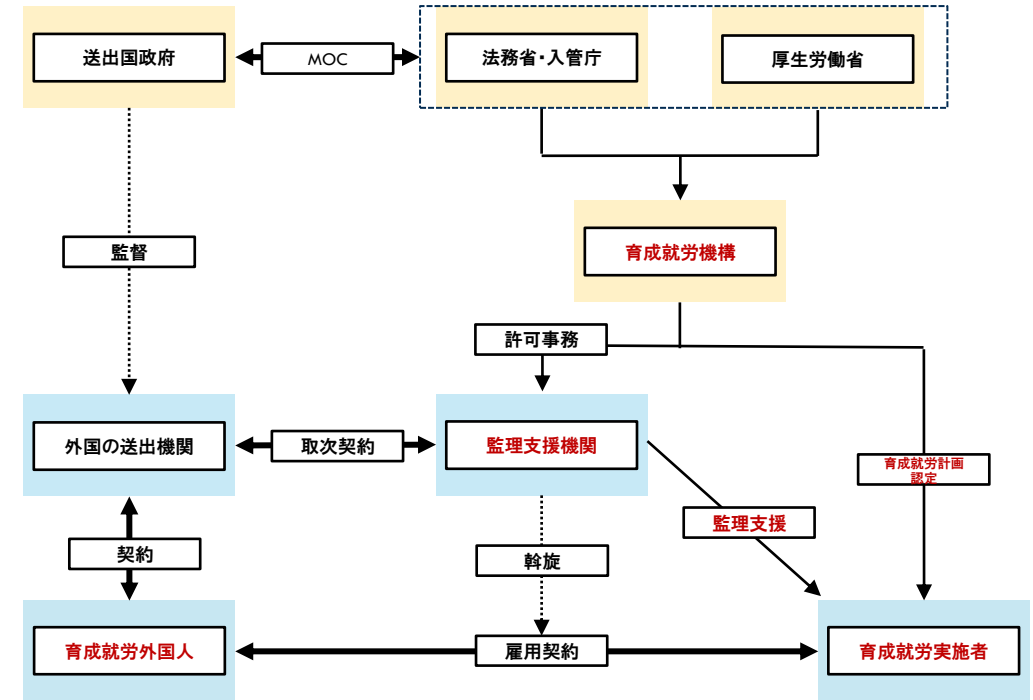 送出国政府
MOC
法務省・入管庁
厚生労働省
監督
育成就労機構
許可事務
外国の送出機関
取次契約
監理支援機関
育成就労計画
認定
監理支援
契約
斡旋
育成就労外国人
雇用契約
育成就労実施者